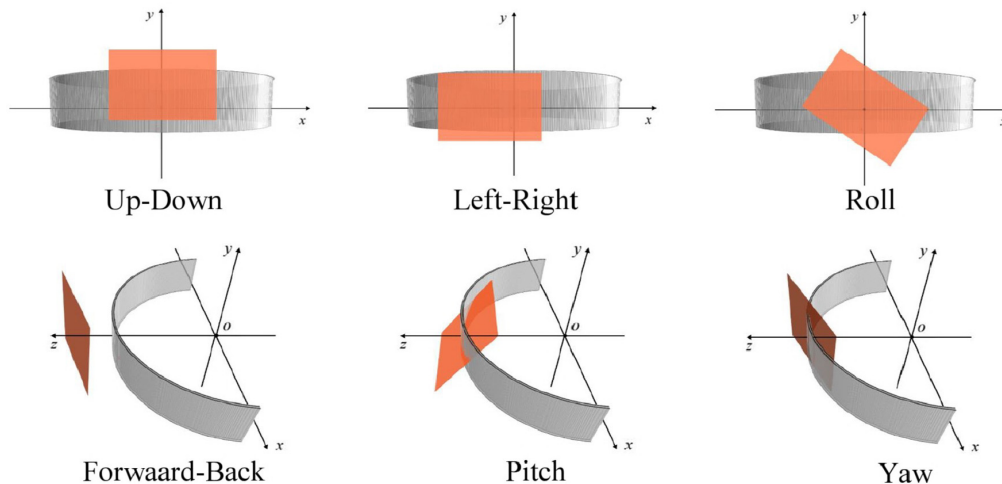 y
y
y
x
x
x
Up-Down
Left-Right
Roll
y
y
y
o
o
o
z
z
z
x
x
x
Forwaard-Back
Pitch
Yaw